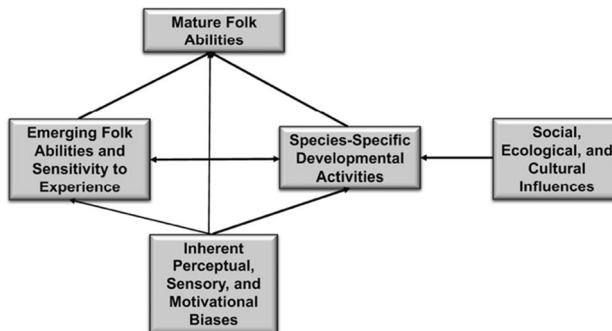 Mature Folk
Abilities
Emerging Folk
Abilities and
Sensitivity to
Experience
Species-Specific
Developmental
Activities
Social,
Ecological, and
Cultural
Influences
Inherent
Perceptual,
Sensory, and
Motivational
Biases